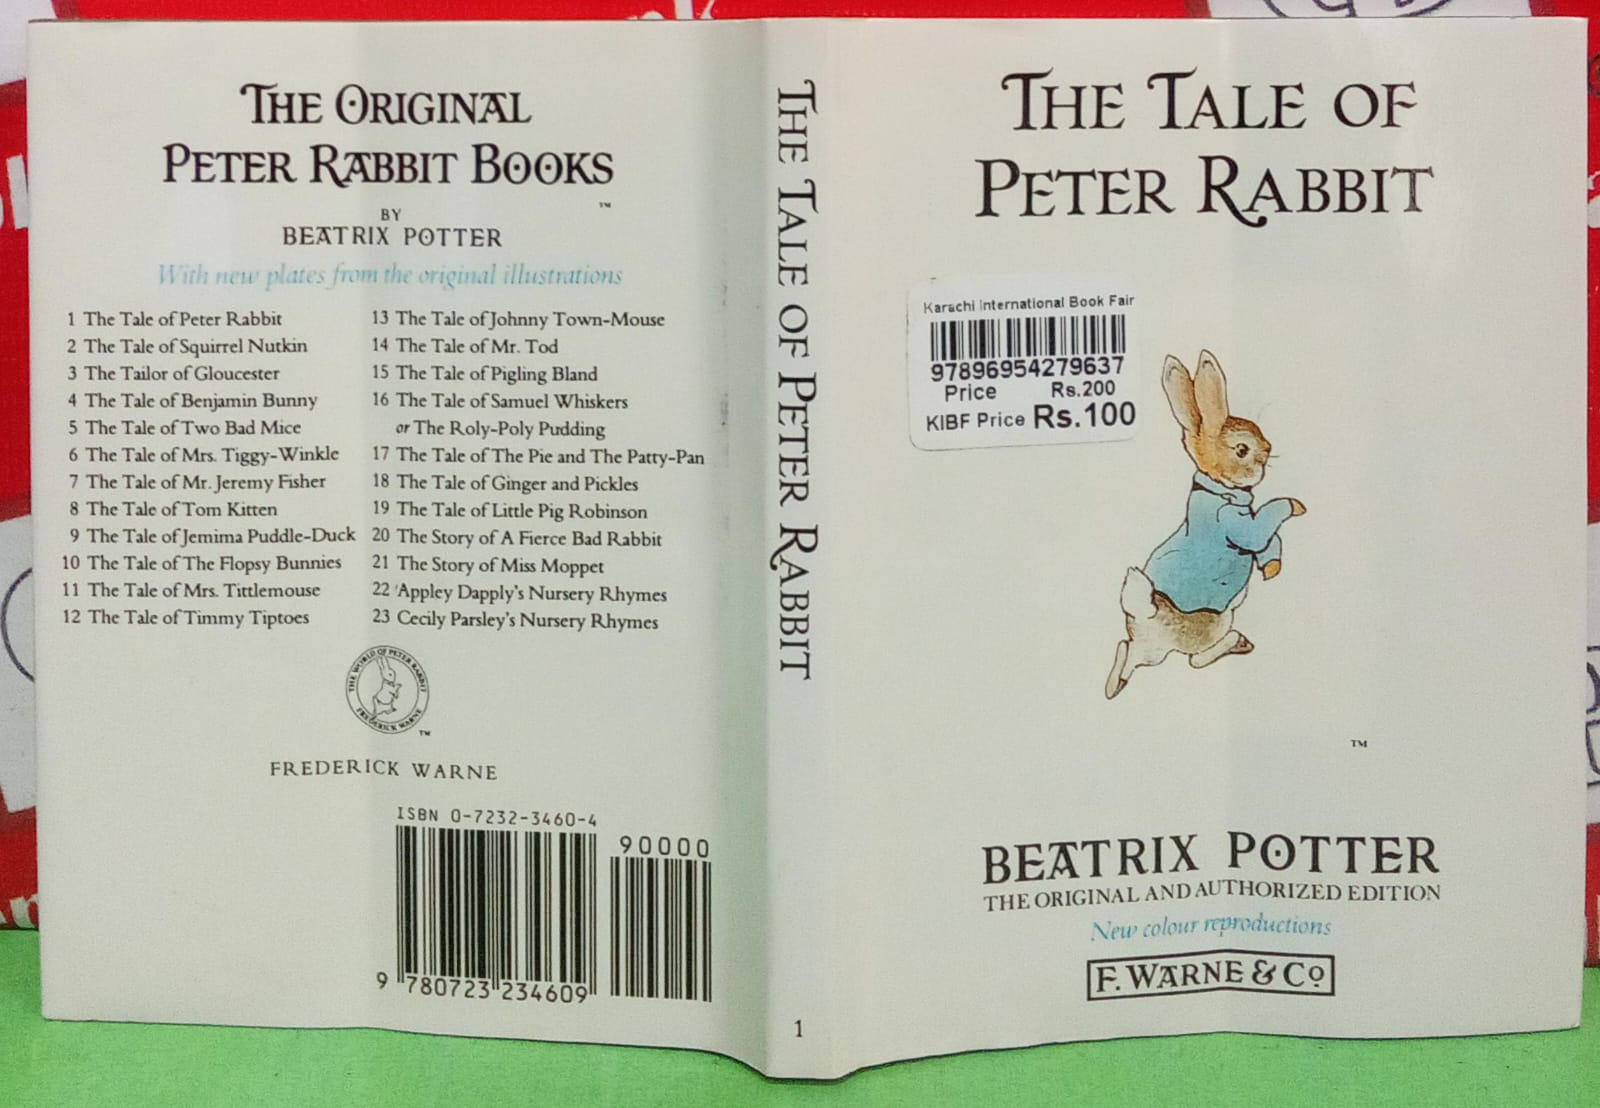 THE ORIGINAL
PETER RABBIT BOOKS
™
BY
BEATRIX POTTER
With new plates from the original illustrations
1 The Tale of Peter Rabbit
2 The Tale of Squirrel Nutkin
3 The Tailor of Gloucester
4 The Tale of Benjamin Bunny
5 The Tale of Two Bad Mice
6 The Tale of Mrs. Tiggy-Winkle
7 The Tale of Mr. Jeremy Fisher
8 The Tale of Tom Kitten
9 The Tale of Jemima Puddle-Duck
10 The Tale of The Flopsy Bunnies
11 The Tale of Mrs. Tittlemouse
12 The Tale of Timmy Tiptoes
13 The Tale of Johnny Town-Mouse
14 The Tale of Mr. Tod
15 The Tale of Pigling Bland
16 The Tale of Samuel Whiskers
or The Roly-Poly Pudding
17 The Tale of The Pie and The Patty-Pan
18 The Tale of Ginger and Pickles
19 The Tale of Little Pig Robinson
20 The Story of A Fierce Bad Rabbit
21 The Story of Miss Moppet
22 Appley Dapply's Nursery Rhymes
23 Cecily Parsley's Nursery Rhymes
THE WORLD OF PETER RABBIT
FREDERICK WARNE
™
FREDERICK WARNE
ISBN 0-7232-3460-4
90000
9 780723 234609
THE TALE OF PETER RABBIT
1
THE TALE OF
PETER RABBIT
Karachi International Book Fair
97896954279637
Price Rs.200
KIBF Price Rs.100
™
BEATRIX POTTER
THE ORIGINAL AND AUTHORIZED EDITION
New colour reproductions
F. WARNE & Co